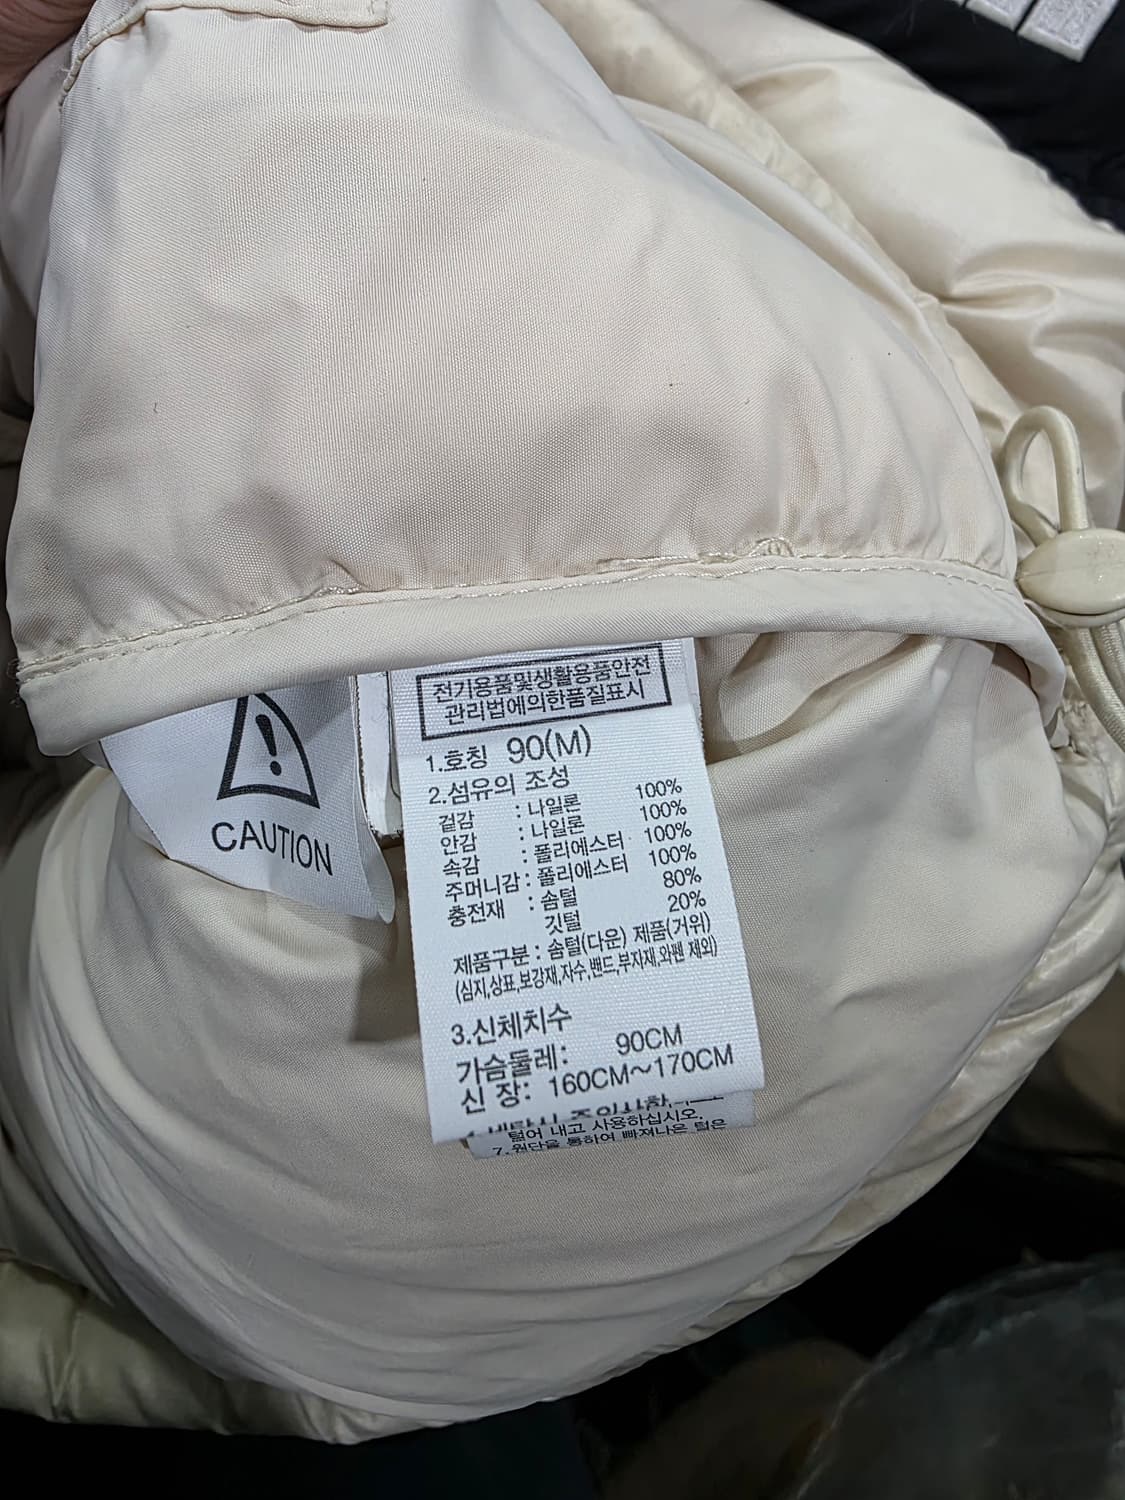 CAUTION
전기용품및생활용품안전
관리법에의한품질표시
1.호칭 90(M)
2.섬유의 조성
겉감 : 나일론 100%
안감 : 나일론 100%
속감 : 폴리에스터 100%
주머니감 : 폴리에스터 100%
충전재 : 솜털 80%
깃털 20%
제품구분 : 솜털(다운) 제품(거위)
(심지,상표,보강재,자수,밴드,부자재,와펜 제외)
3.신체치수
가슴둘레: 90CM
신 장: 160CM~170CM
털어 내고 사용하십시오.
7.원단을 통하여 빠져나온 털은